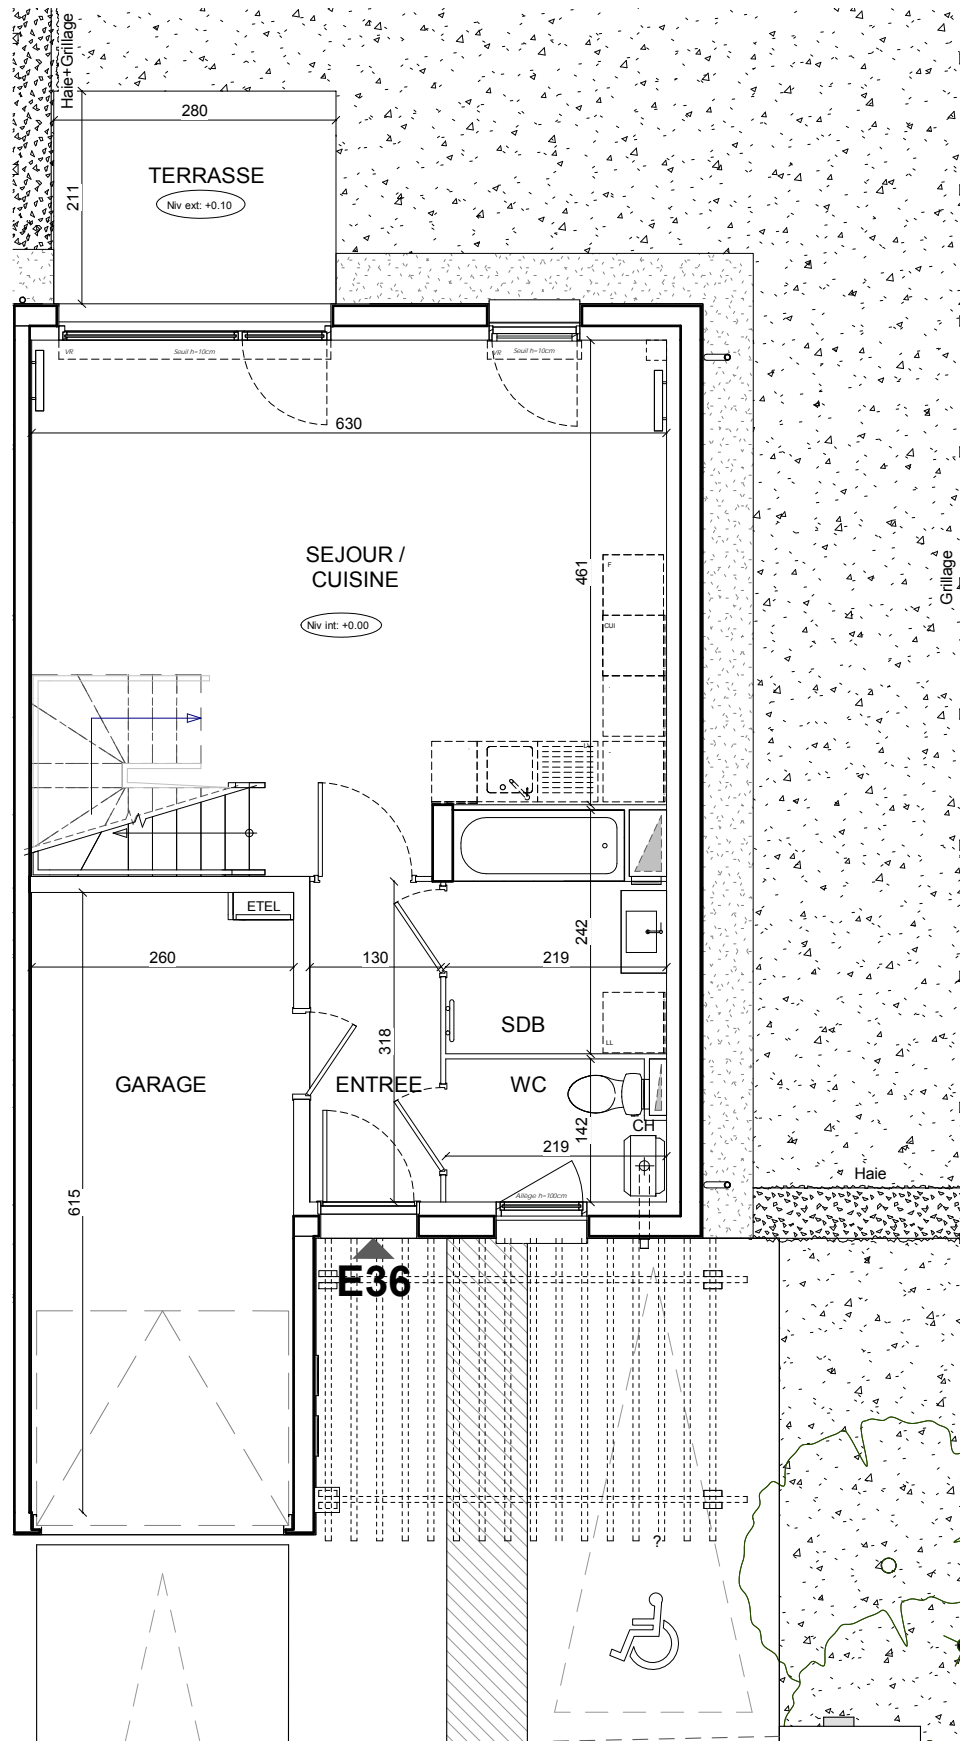 Haie+Grillage
280
TERRASSE
Niv ext: +0.10
211
VR
Seuil h=10cm
VR
Seuil h=10cm
630
SEJOUR /
CUISINE
Niv int: +0.00
461
F
CUI
Grillage
ETEL
260
130
219
242
318
SDB
LL
GARAGE
ENTREE
WC
CH
142
219
Allège h=100cm
615
Haie
E36
?